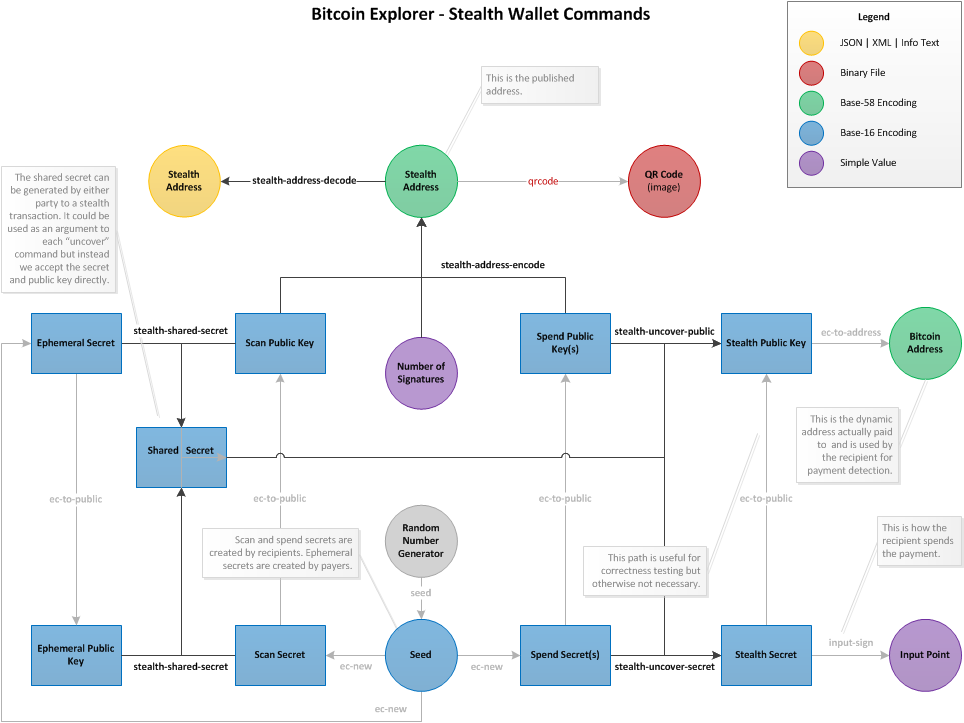 Bitcoin Explorer - Stealth Wallet Commands
Legend
JSON | XML | Info Text
Binary File
Base-58 Encoding
Base-16 Encoding
Simple Value
This is the published
address.
Stealth
Address
stealth-address-decode
Stealth
Address
qrcode
QR Code
(image)
The shared secret can
be generated by either
party to a stealth
transaction. It could be
used as an argument to
each “uncover”
command but instead
we accept the secret
and public key directly.
stealth-address-encode
Ephemeral Secret
stealth-shared-secret
Scan Public Key
Number of
Signatures
Spend Public
Key(s)
stealth-uncover-public
Stealth Public Key
ec-to-address
Bitcoin
Address
Shared Secret
This is the dynamic
address actually paid
to and is used by
the recipient for
payment detection.
ec-to-public
ec-to-public
ec-to-public
ec-to-public
Scan and spend secrets are
created by recipients. Ephemeral
secrets are created by payers.
Random
Number
Generator
This path is useful for
correctness testing but
otherwise not necessary.
This is how the
recipient spends
the payment.
seed
Ephemeral Public
Key
stealth-shared-secret
Scan Secret
ec-new
Seed
ec-new
Spend Secret(s)
stealth-uncover-secret
Stealth Secret
input-sign
Input Point
ec-new